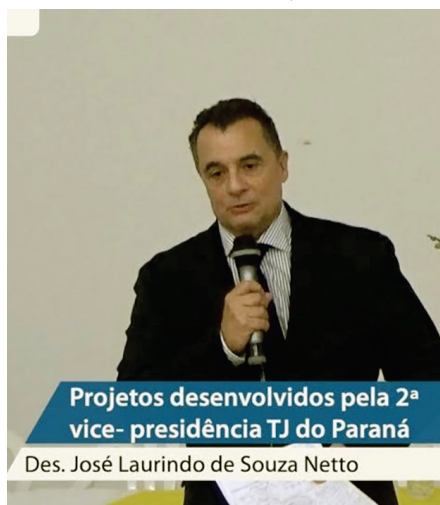 Projetos desenvolvidos pela 2ª
vice- presidência TJ do Paraná
Des. José Laurindo de Souza Netto